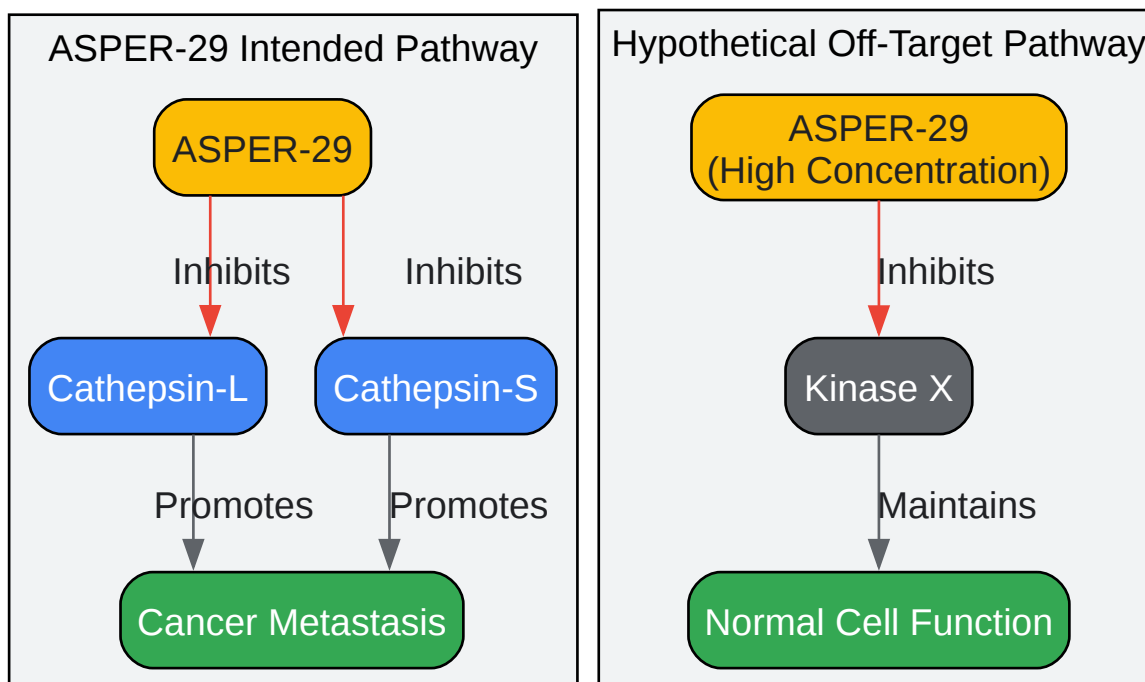 ASPER-29 Intended Pathway
ASPER-29
Inhibits
Inhibits
Cathepsin-L
Cathepsin-S
Promotes
Promotes
Cancer Metastasis
Hypothetical Off-Target Pathway
ASPER-29
(High Concentration)
Inhibits
Kinase X
Maintains
Normal Cell Function